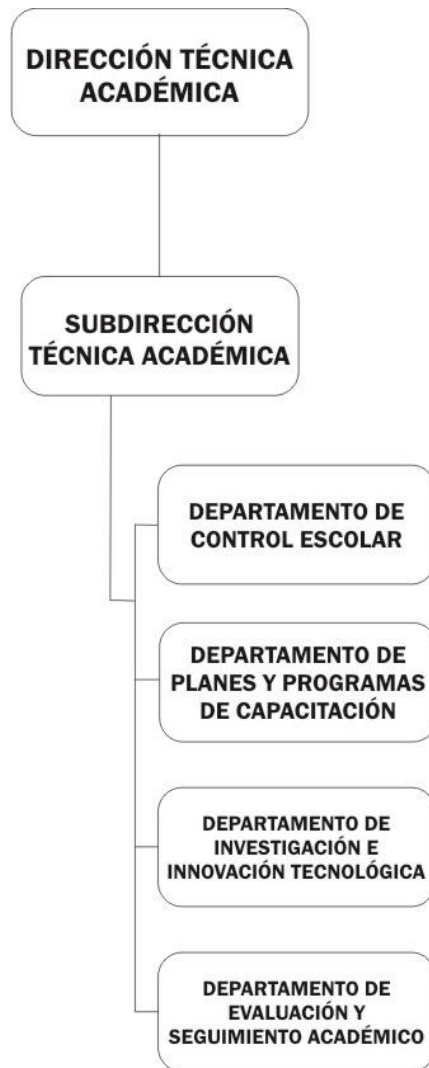 DIRECCIÓN TÉCNICA
ACADÉMICA
SUBDIRECCIÓN
TÉCNICA ACADÉMICA
DEPARTAMENTO DE
CONTROL ESCOLAR
DEPARTAMENTO DE
PLANES Y PROGRAMAS
DE CAPACITACIÓN
DEPARTAMENTO DE
INVESTIGACIÓN E
INNOVACIÓN TECNOLÓGICA
DEPARTAMENTO DE
EVALUACIÓN Y
SEGUIMIENTO ACADÉMICO